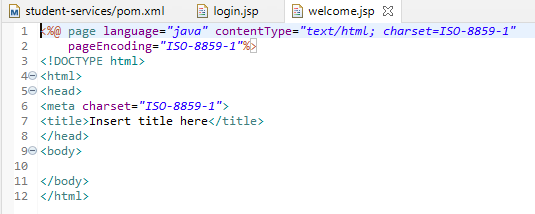 student-services/pom.xml login.jsp welcome.jsp
1 <%@ page language="java" contentType="text/html; charset=ISO-8859-1"
2 pageEncoding="ISO-8859-1"%>
3 <!DOCTYPE html>
4 <html>
5 <head>
6 <meta charset="ISO-8859-1">
7 <title>Insert title here</title>
8 </head>
9 <body>
10
11 </body>
12 </html>